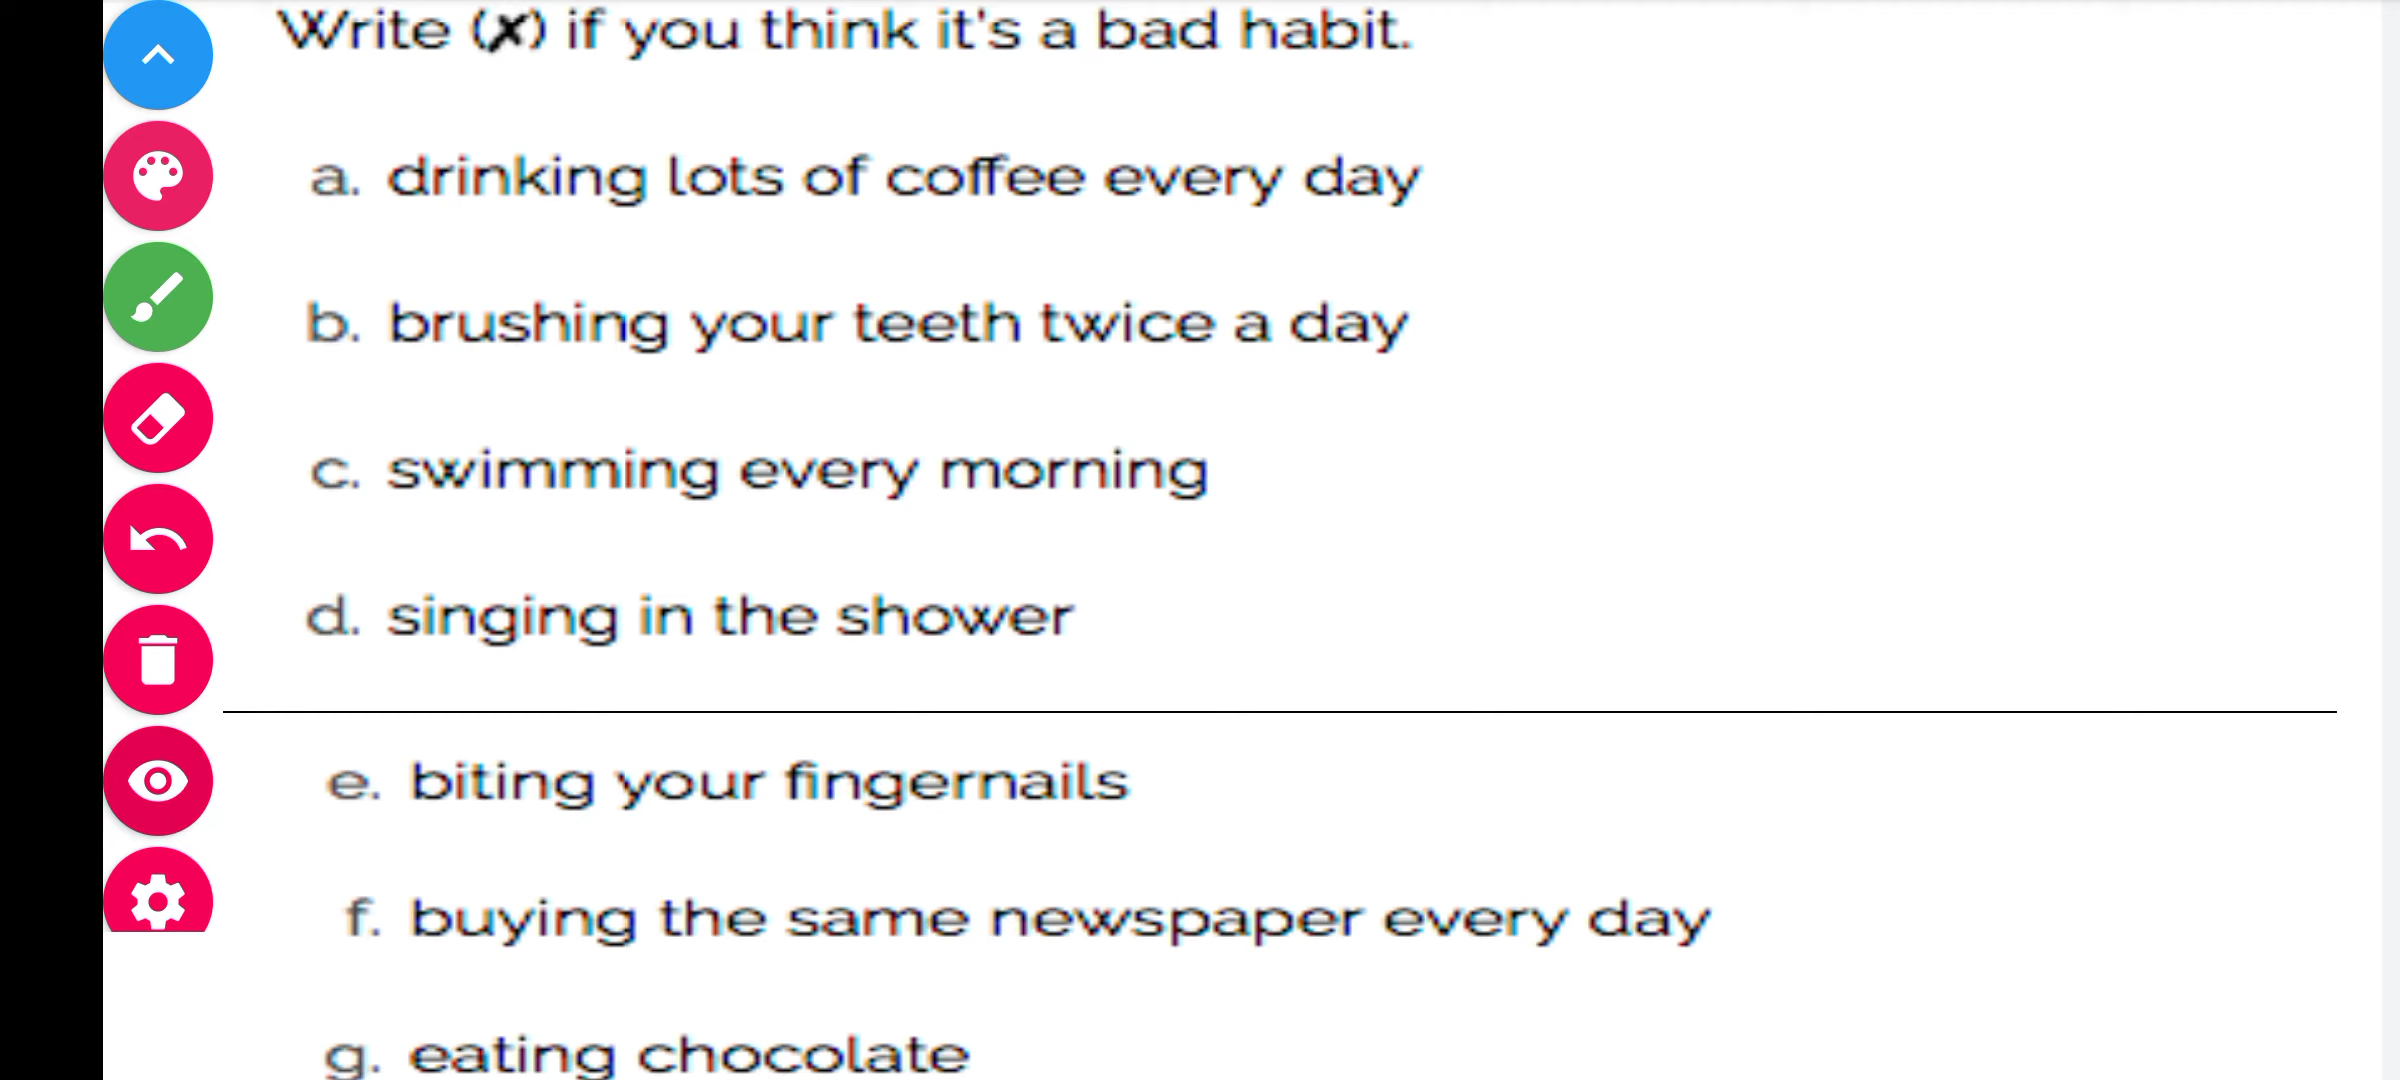 Write (✗) if you think it's a bad habit.
a. drinking lots of coffee every day
b. brushing your teeth twice a day
c. swimming every morning
d. singing in the shower
e. biting your fingernails
f. buying the same newspaper every day
g. eating chocolate